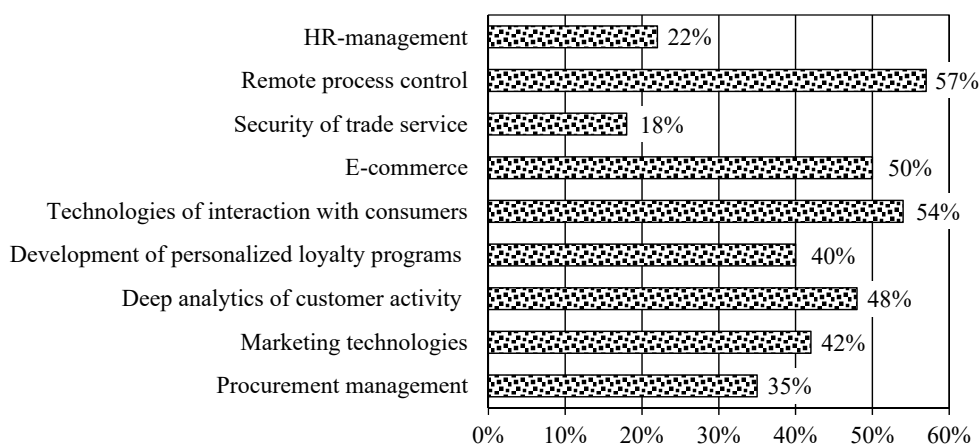 HR-management 22%
Remote process control 57%
Security of trade service 18%
E-commerce 50%
Technologies of interaction with consumers 54%
Development of personalized loyalty programs 40%
Deep analytics of customer activity 48%
Marketing technologies 42%
Procurement management 35%
0% 10% 20% 30% 40% 50% 60%